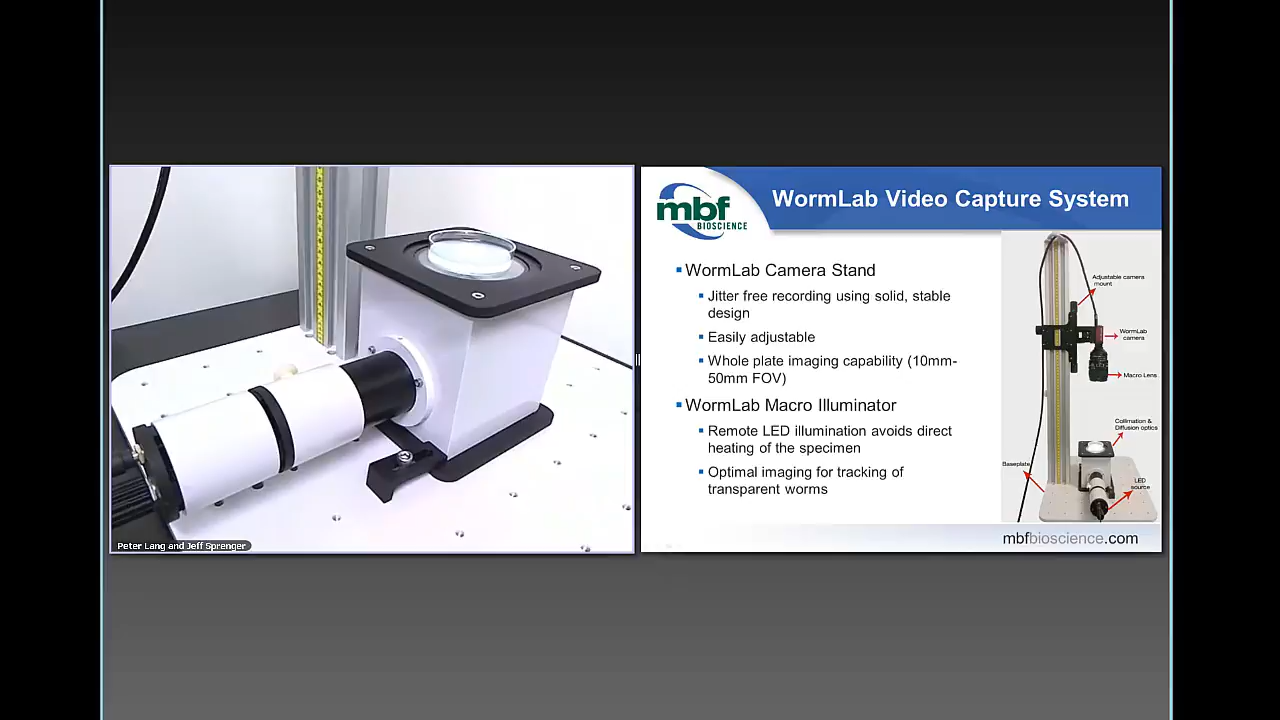 Peter Lang and Jeff Sprenger
mbf
BIOSCIENCE
WormLab Video Capture System
▪WormLab Camera Stand
▪Jitter free recording using solid, stable
design
▪Easily adjustable
▪Whole plate imaging capability (10mm-
50mm FOV)
▪WormLab Macro Illuminator
▪Remote LED illumination avoids direct
heating of the specimen
▪Optimal imaging for tracking of
transparent worms
Adjustable camera
mount
WormLab
camera
Macro Lens
Collimation &
Diffusion optics
Baseplate
LED
source
mbfbioscience.com